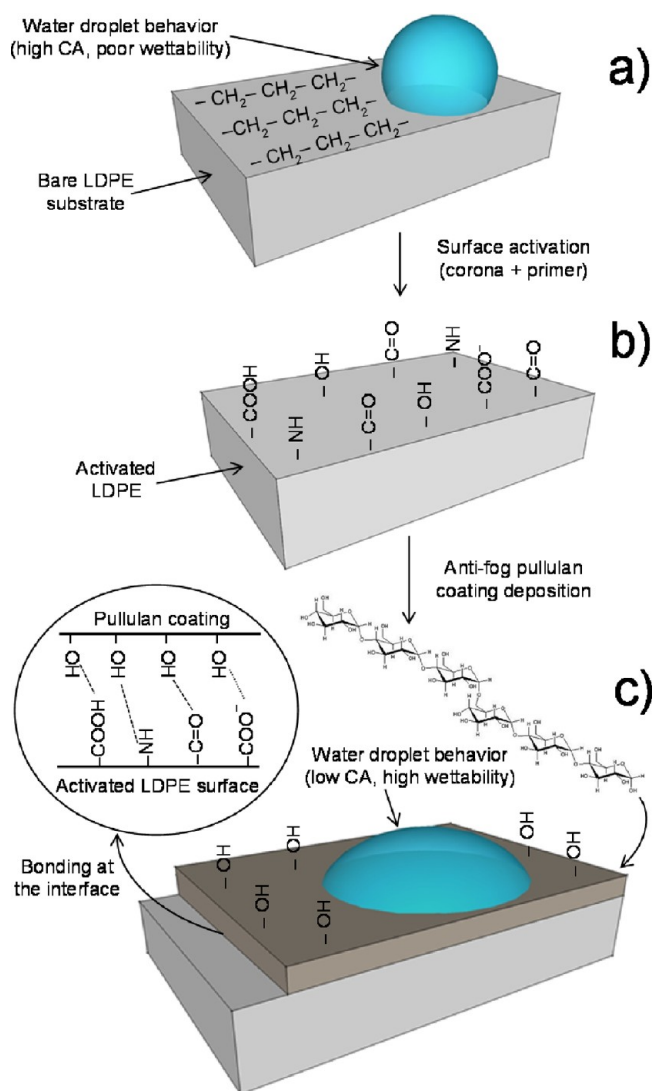 Water droplet behavior
(high CA, poor wettability)
a)
– CH2– CH2– CH2–
– CH2– CH2– CH2–
– CH2– CH2– CH2–
Bare LDPE
substrate
Surface activation
(corona + primer)
b)
– COOH
– OH
– C=O
– NH
– COO-
– C=O
– NH
– C=O
– OH
Activated
LDPE
Anti-fog pullulan
coating deposition
Pullulan coating
HO
HO
HO
HO
COOH
NH
C=O
COO-
Activated LDPE surface
Bonding at
the interface
c)
Water droplet behavior
(low CA, high wettability)
– OH
– OH
– OH
– OH
– OH
– OH